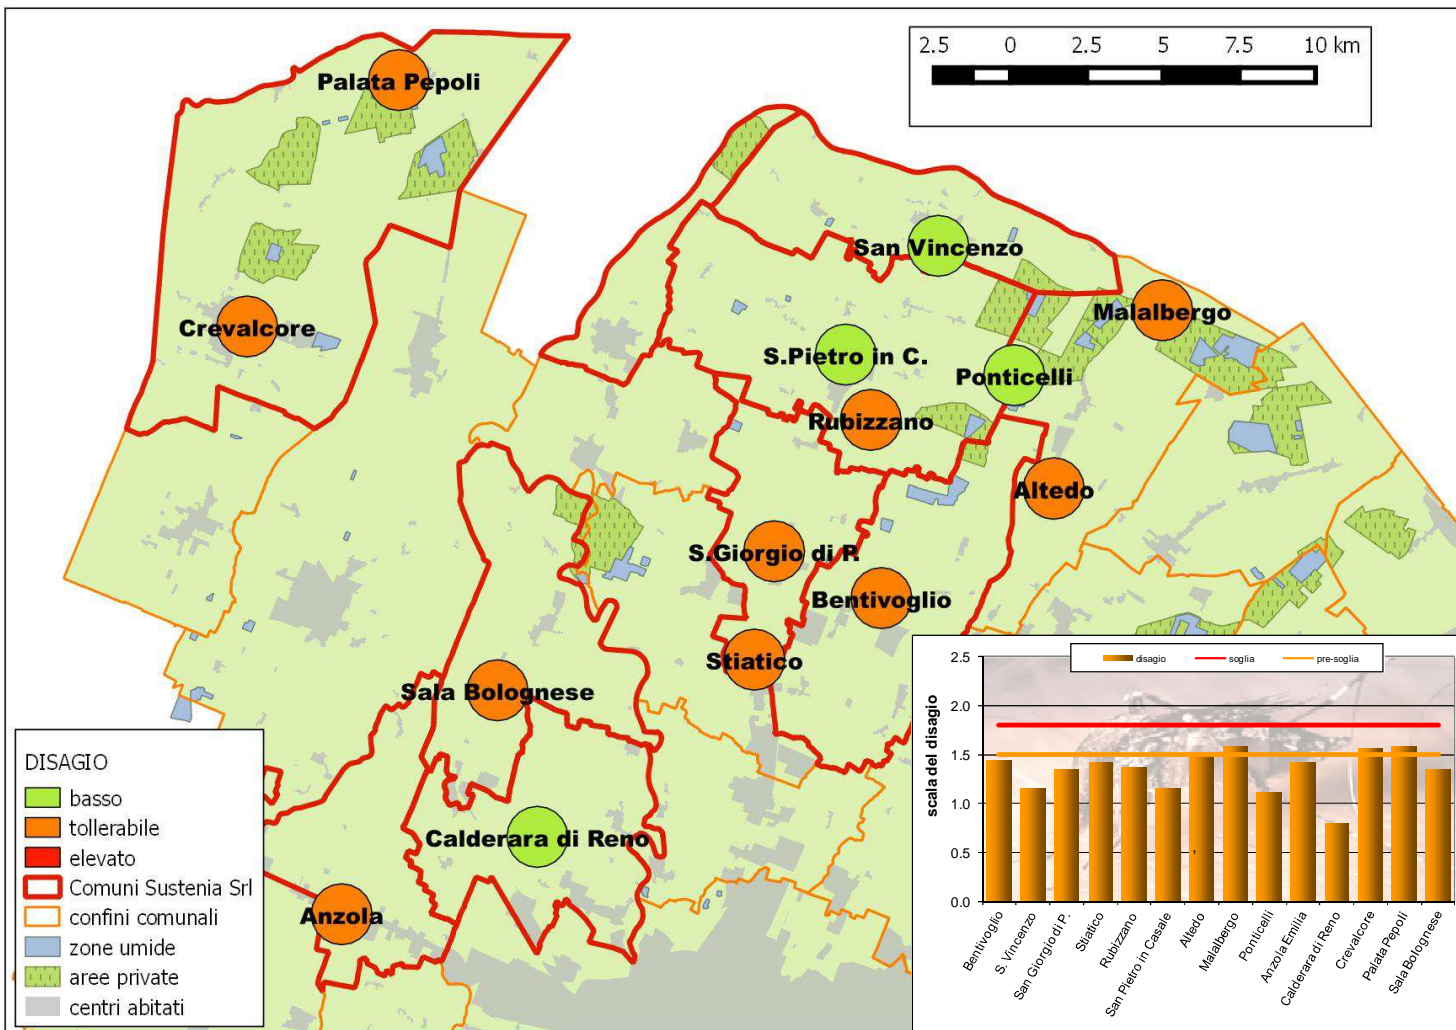 2.5 0 2.5 5 7.5 10 km
Palata Pepoli
San Vincenzo
Malalbergo
Crevalcore
S.Pietro in C.
Ponticelli
Rubizzano
Altedo
S.Giorgio di P.
Bentivoglio
Stiatico
Sala Bolognese
Calderara di Reno
Anzola
DISAGIO
basso
tollerabile
elevato
Comuni Sustenia Srl
confini comunali
zone umide
aree private
centri abitati
disagio soglia pre-soglia
scala del disagio
2.5
2.0
1.5
1.0
0.5
0.0
,
Bentivoglio
S. Vincenzo
San Giorgio di P.
Stiatico
Rubizzano
San Pietro in Casale
Altedo
Malalbergo
Ponticelli
Anzola Emilia
Calderara di Reno
Crevalcore
Palata Pepoli
Sala Bolognese